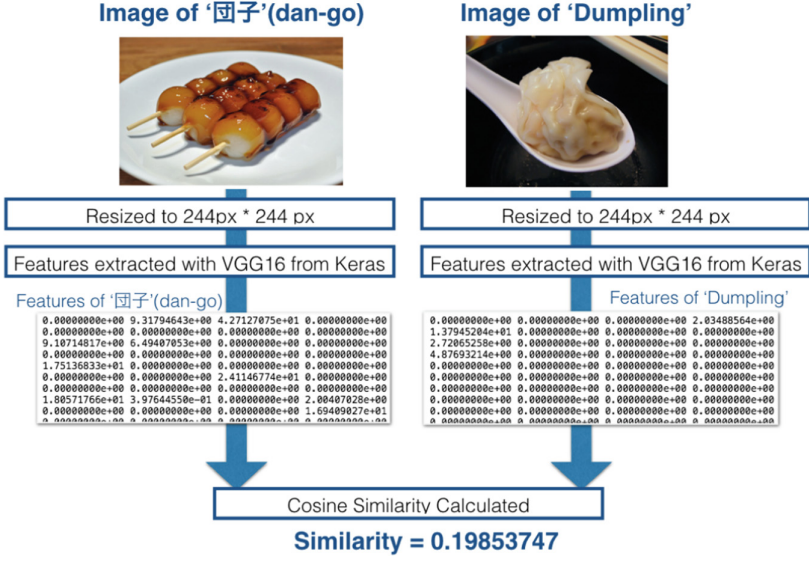 Image of '団子'(dan-go)
Image of 'Dumpling'
Resized to 244px * 244 px
Resized to 244px * 244 px
Features extracted with VGG16 from Keras
Features extracted with VGG16 from Keras
Features of '団子'(dan-go)
Features of 'Dumpling'
0.00000000e+00 9.31794643e+00 4.27127075e+01 0.00000000e+00
0.00000000e+00 0.00000000e+00 0.00000000e+00 0.00000000e+00
9.10714817e+00 6.49407053e+00 0.00000000e+00 0.00000000e+00
0.00000000e+00 0.00000000e+00 0.00000000e+00 0.00000000e+00
1.75136833e+01 0.00000000e+00 0.00000000e+00 0.00000000e+00
0.00000000e+00 0.00000000e+00 2.41146774e+01 0.00000000e+00
0.00000000e+00 0.00000000e+00 0.00000000e+00 0.00000000e+00
1.80571766e+01 3.97644550e-01 0.00000000e+00 2.00407028e+00
0.00000000e+00 0.00000000e+00 0.00000000e+00 1.69409027e+01
0.00000000e+00 0.00000000e+00 0.00000000e+00 2.03488564e+00
1.37945204e+01 0.00000000e+00 0.00000000e+00 0.00000000e+00
2.72065258e+00 0.00000000e+00 0.00000000e+00 0.00000000e+00
4.87693214e+00 0.00000000e+00 0.00000000e+00 0.00000000e+00
0.00000000e+00 0.00000000e+00 0.00000000e+00 0.00000000e+00
0.00000000e+00 0.00000000e+00 0.00000000e+00 0.00000000e+00
0.00000000e+00 0.00000000e+00 0.00000000e+00 0.00000000e+00
0.00000000e+00 0.00000000e+00 0.00000000e+00 0.00000000e+00
0.00000000e+00 0.00000000e+00 0.00000000e+00 0.00000000e+00
Cosine Similarity Calculated
Similarity = 0.19853747